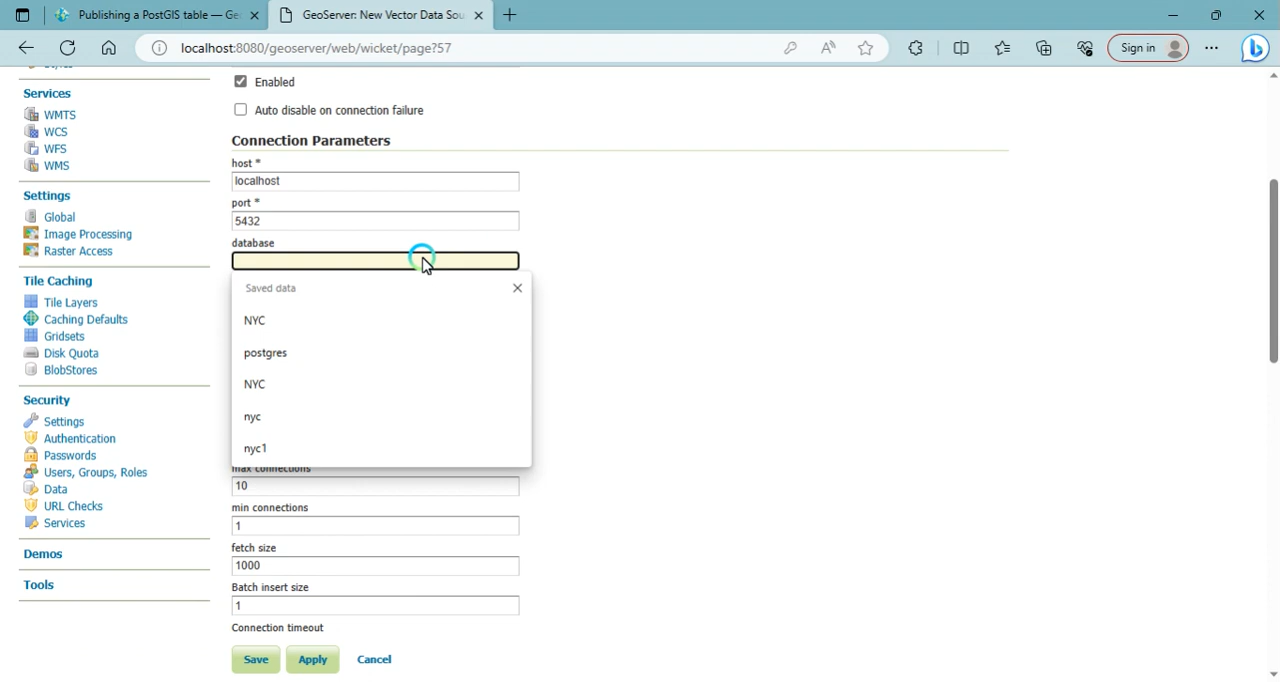 Publishing a PostGIS table — Ge
GeoServer: New Vector Data Sou
localhost:8080/geoserver/web/wicket/page?57
Sign in
Services
WMTS
WCS
WFS
WMS
Settings
Global
Image Processing
Raster Access
Tile Caching
Tile Layers
Caching Defaults
Gridsets
Disk Quota
BlobStores
Security
Settings
Authentication
Passwords
Users, Groups, Roles
Data
URL Checks
Services
Demos
Tools
Enabled
Auto disable on connection failure
Connection Parameters
host *
localhost
port *
5432
database
Saved data
NYC
postgres
NYC
nyc
nyc1
max connections
10
min connections
1
fetch size
1000
Batch insert size
1
Connection timeout
Save Apply Cancel